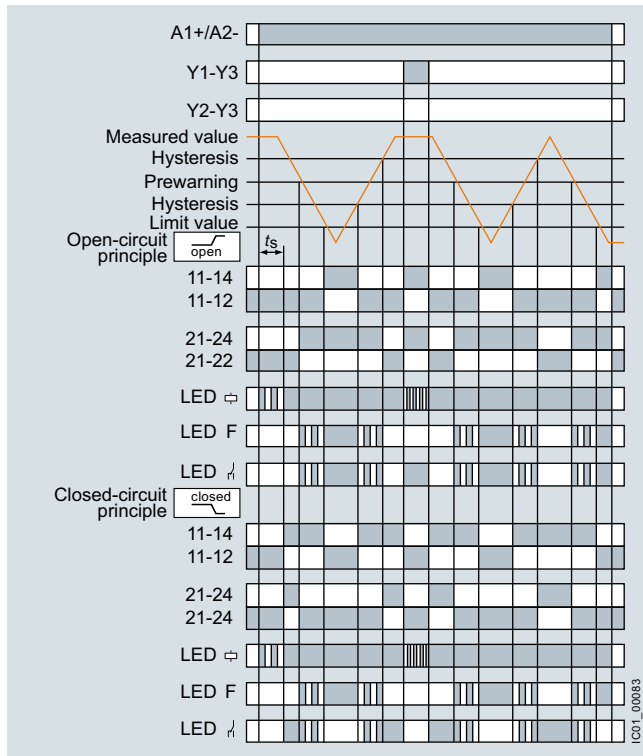 A1+/A2-
Y1-Y3
Y2-Y3
Measured value
Hysteresis
Prewarning
Hysteresis
Limit value
Open-circuit
principle
open
ts
11-14
11-12
21-24
21-22
LED
LED F
LED
Closed-circuit
principle
closed
11-14
11-12
21-24
21-24
LED
LED F
LED
IC01_00083